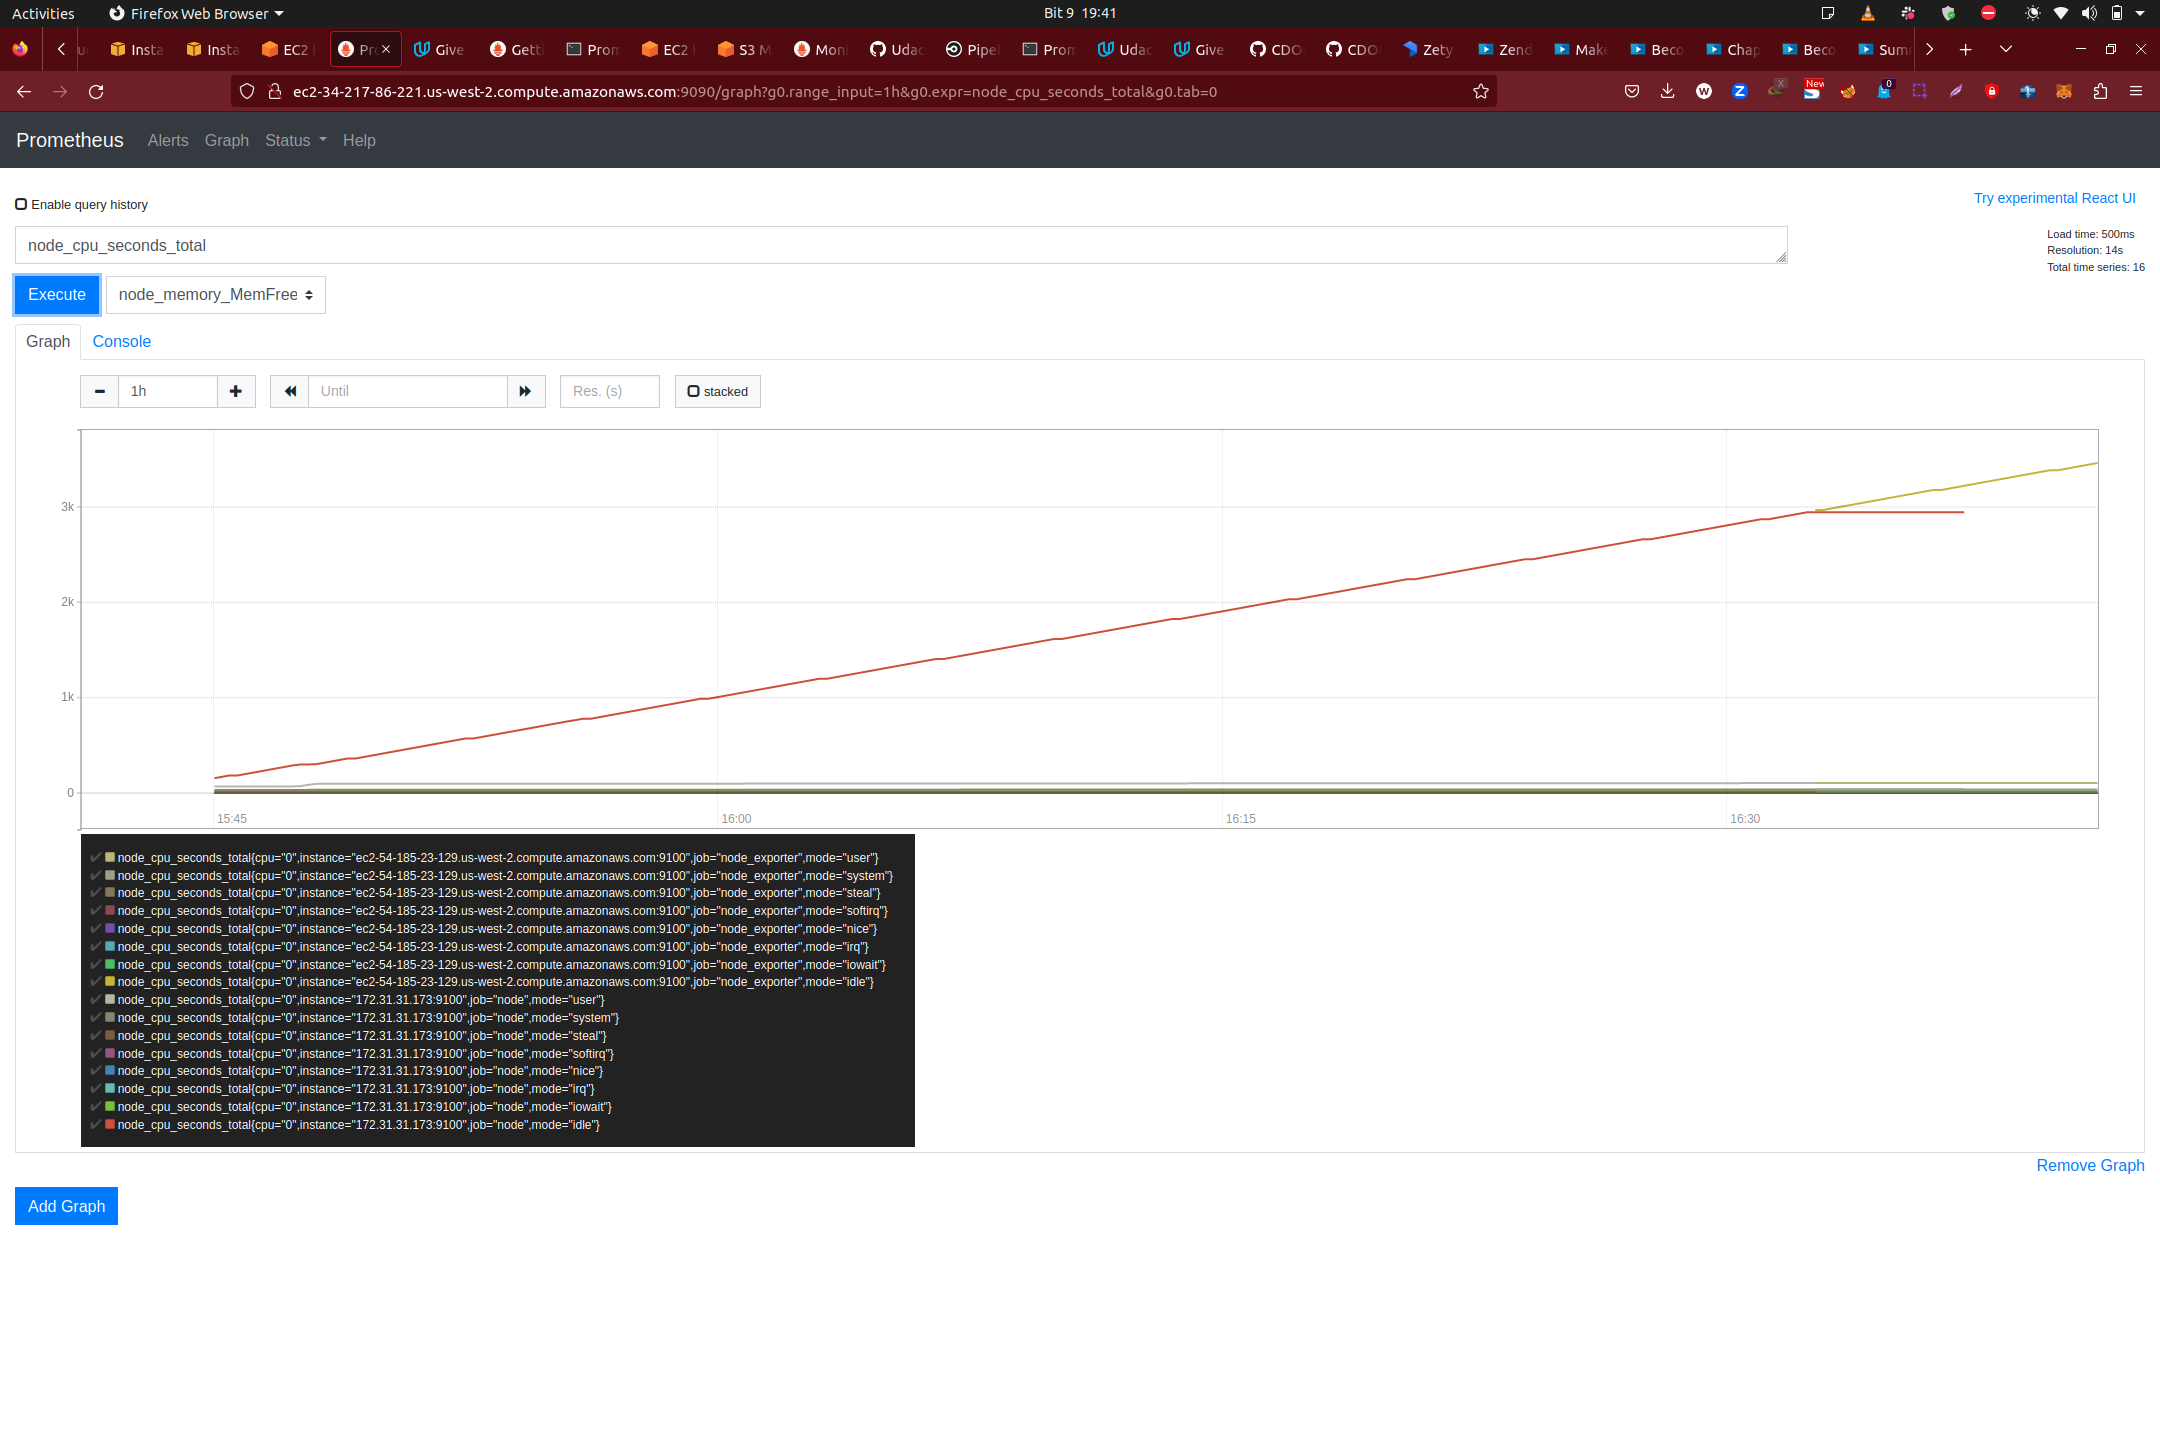 Activities Firefox Web Browser Bit 9 19:41
Insta Insta EC2 Pro Give Getti Prom EC2 S3 M Moni Udac Pipel Prom Udac Give CDO CDO Zety Zend Make Beco Chap Beco Sum
ec2-34-217-86-221.us-west-2.compute.amazonaws.com:9090/graph?g0.range_input=1h&g0.expr=node_cpu_seconds_total&g0.tab=0 New 0
Prometheus Alerts Graph Status Help
Try experimental React UI
Enable query history
node_cpu_seconds_total
Load time: 500ms
Resolution: 14s
Total time series: 16
Execute node_memory_MemFree
Graph Console
1h Until Res. (s) stacked
3k
2k
1k
0
15:45 16:00 16:15 16:30
node_cpu_seconds_total{cpu="0",instance="ec2-54-185-23-129.us-west-2.compute.amazonaws.com:9100",job="node_exporter",mode="user"}
node_cpu_seconds_total{cpu="0",instance="ec2-54-185-23-129.us-west-2.compute.amazonaws.com:9100",job="node_exporter",mode="system"}
node_cpu_seconds_total{cpu="0",instance="ec2-54-185-23-129.us-west-2.compute.amazonaws.com:9100",job="node_exporter",mode="steal"}
node_cpu_seconds_total{cpu="0",instance="ec2-54-185-23-129.us-west-2.compute.amazonaws.com:9100",job="node_exporter",mode="softirq"}
node_cpu_seconds_total{cpu="0",instance="ec2-54-185-23-129.us-west-2.compute.amazonaws.com:9100",job="node_exporter",mode="nice"}
node_cpu_seconds_total{cpu="0",instance="ec2-54-185-23-129.us-west-2.compute.amazonaws.com:9100",job="node_exporter",mode="irq"}
node_cpu_seconds_total{cpu="0",instance="ec2-54-185-23-129.us-west-2.compute.amazonaws.com:9100",job="node_exporter",mode="iowait"}
node_cpu_seconds_total{cpu="0",instance="ec2-54-185-23-129.us-west-2.compute.amazonaws.com:9100",job="node_exporter",mode="idle"}
node_cpu_seconds_total{cpu="0",instance="172.31.31.173:9100",job="node",mode="user"}
node_cpu_seconds_total{cpu="0",instance="172.31.31.173:9100",job="node",mode="system"}
node_cpu_seconds_total{cpu="0",instance="172.31.31.173:9100",job="node",mode="steal"}
node_cpu_seconds_total{cpu="0",instance="172.31.31.173:9100",job="node",mode="softirq"}
node_cpu_seconds_total{cpu="0",instance="172.31.31.173:9100",job="node",mode="nice"}
node_cpu_seconds_total{cpu="0",instance="172.31.31.173:9100",job="node",mode="irq"}
node_cpu_seconds_total{cpu="0",instance="172.31.31.173:9100",job="node",mode="iowait"}
node_cpu_seconds_total{cpu="0",instance="172.31.31.173:9100",job="node",mode="idle"}
Remove Graph
Add Graph